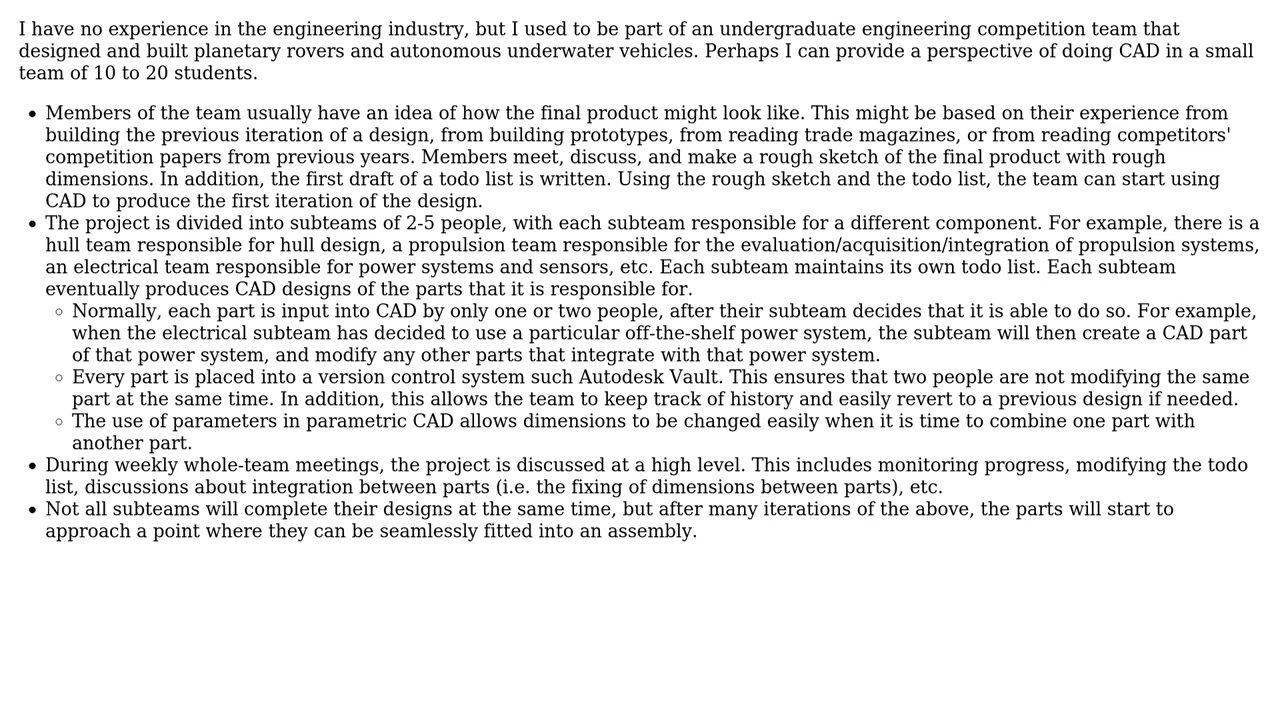 I have no experience in the engineering industry, but I used to be part of an undergraduate engineering competition team that
designed and built planetary rovers and autonomous underwater vehicles. Perhaps I can provide a perspective of doing CAD in a small
team of 10 to 20 students.
• Members of the team usually have an idea of how the final product might look like. This might be based on their experience from
building the previous iteration of a design, from building prototypes, from reading trade magazines, or from reading competitors'
competition papers from previous years. Members meet, discuss, and make a rough sketch of the final product with rough
dimensions. In addition, the first draft of a todo list is written. Using the rough sketch and the todo list, the team can start using
CAD to produce the first iteration of the design.
• The project is divided into subteams of 2-5 people, with each subteam responsible for a different component. For example, there is a
hull team responsible for hull design, a propulsion team responsible for the evaluation/acquisition/integration of propulsion systems,
an electrical team responsible for power systems and sensors, etc. Each subteam maintains its own todo list. Each subteam
eventually produces CAD designs of the parts that it is responsible for.
◦ Normally, each part is input into CAD by only one or two people, after their subteam decides that it is able to do so. For example,
when the electrical subteam has decided to use a particular off-the-shelf power system, the subteam will then create a CAD part
of that power system, and modify any other parts that integrate with that power system.
◦ Every part is placed into a version control system such Autodesk Vault. This ensures that two people are not modifying the same
part at the same time. In addition, this allows the team to keep track of history and easily revert to a previous design if needed.
◦ The use of parameters in parametric CAD allows dimensions to be changed easily when it is time to combine one part with
another part.
• During weekly whole-team meetings, the project is discussed at a high level. This includes monitoring progress, modifying the todo
list, discussions about integration between parts (i.e. the fixing of dimensions between parts), etc.
• Not all subteams will complete their designs at the same time, but after many iterations of the above, the parts will start to
approach a point where they can be seamlessly fitted into an assembly.